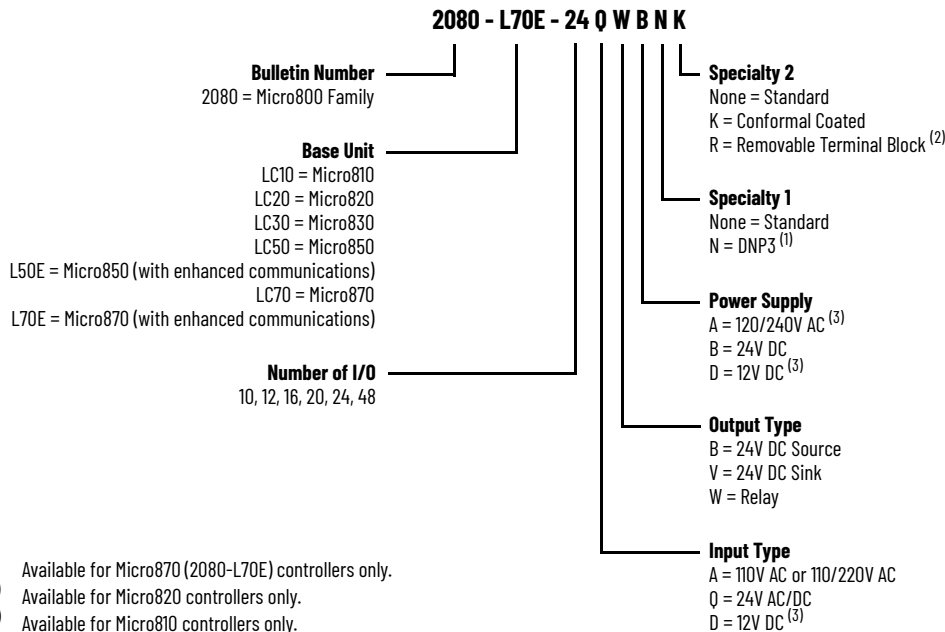 2080 - L70E - 24 Q W B N K
Bulletin Number
2080 = Micro800 Family
Base Unit
LC10 = Micro810
LC20 = Micro820
LC30 = Micro830
LC50 = Micro850
L50E = Micro850 (with enhanced communications)
LC70 = Micro870
L70E = Micro870 (with enhanced communications)
Number of I/O
10, 12, 16, 20, 24, 48
Specialty 2
None = Standard
K = Conformal Coated
R = Removable Terminal Block (2)
Specialty 1
None = Standard
N = DNP3 (1)
Power Supply
A = 120/240V AC (3)
B = 24V DC
D = 12V DC (3)
Output Type
B = 24V DC Source
V = 24V DC Sink
W = Relay
Input Type
A = 110V AC or 110/220V AC
Q = 24V AC/DC
D = 12V DC (3)
Available for Micro870 (2080-L70E) controllers only.
Available for Micro820 controllers only.
Available for Micro810 controllers only.